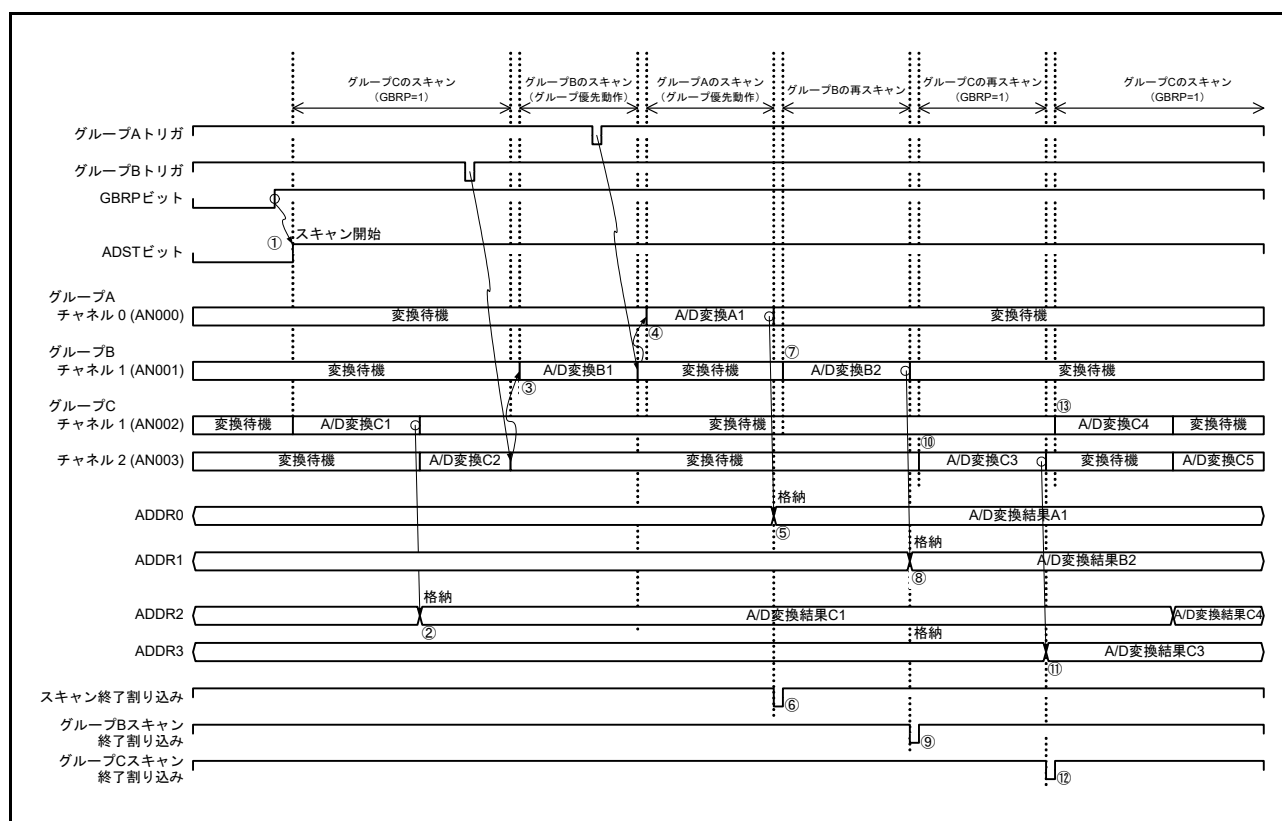 グループCのスキャン
(GBRP=1)
グループBのスキャン
(グループ優先動作)
グループAのスキャン
(グループ優先動作)
グループBの再スキャン
グループCの再スキャン
(GBRP=1)
グループCのスキャン
(GBRP=1)
グループAトリガ
グループBトリガ
GBRPビット
① スキャン開始
ADSTビット
グループA
チャネル 0 (AN000) 変換待機 A/D変換A1 変換待機
④
グループB ⑦
チャネル 1 (AN001) 変換待機 A/D変換B1 変換待機 A/D変換B2 変換待機
③
グループC ⑬
チャネル 1 (AN002) 変換待機 A/D変換C1 変換待機 A/D変換C4 変換待機
⑩
チャネル 2 (AN003) 変換待機 A/D変換C2 変換待機 A/D変換C3 変換待機 A/D変換C5
格納
ADDR0 A/D変換結果A1
⑤
格納
ADDR1 A/D変換結果B2
⑧
格納
ADDR2 A/D変換結果C1 A/D変換結果C4
②
格納
ADDR3 A/D変換結果C3
⑪
スキャン終了割り込み ⑥
グループBスキャン
終了割り込み ⑨
グループCスキャン
終了割り込み ⑫